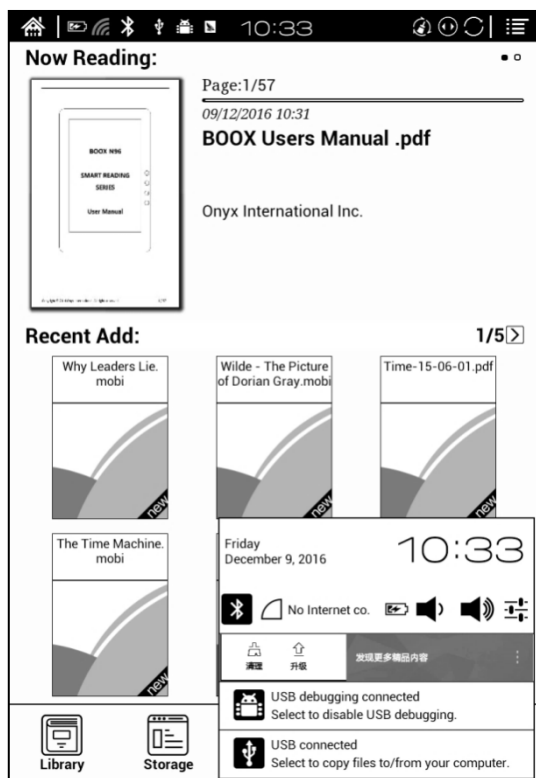 10:33
Now Reading:
Page:1/57
09/12/2016 10:31
BOOX Users Manual .pdf
Onyx International Inc.
BOOX N96
SMART READING
SERIES
User Manual
Recent Add:
1/5
Why Leaders Lie.
mobi
Wilde - The Picture
of Dorian Gray.mobi
Time-15-06-01.pdf
new
new
new
The Time Machine.
mobi
new
Friday
December 9, 2016
10:33
No Internet co.
清理
升级
发现更多精品内容
USB debugging connected
Select to disable USB debugging.
USB connected
Select to copy files to/from your computer.
Library
Storage